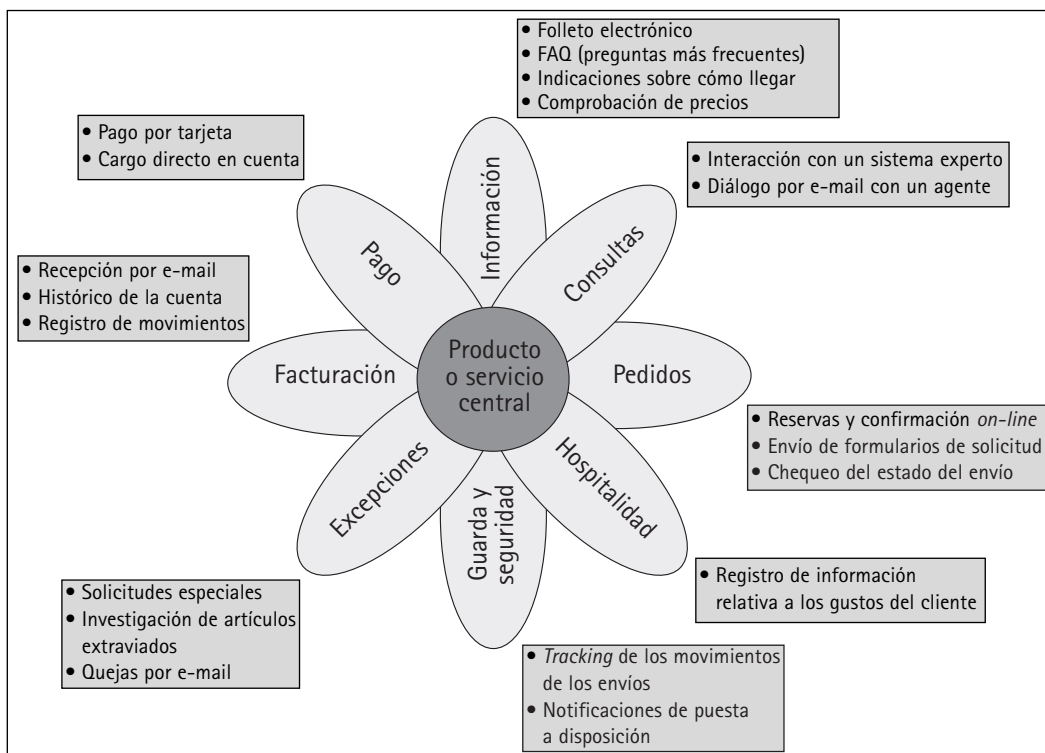 • Folleto electrónico
• FAQ (preguntas más frecuentes)
• Indicaciones sobre cómo llegar
• Comprobación de precios
• Pago por tarjeta
• Cargo directo en cuenta
• Interacción con un sistema experto
• Diálogo por e-mail con un agente
Información
Pago
Consultas
• Recepción por e-mail
• Histórico de la cuenta
• Registro de movimientos
Facturación
Producto
o servicio
central
Pedidos
• Reservas y confirmación on-line
• Envío de formularios de solicitud
• Chequeo del estado del envío
Excepciones
Guarda y
seguridad
Hospitalidad
• Solicitudes especiales
• Investigación de artículos
extraviados
• Quejas por e-mail
• Registro de información
relativa a los gustos del cliente
• Tracking de los movimientos
de los envíos
• Notificaciones de puesta
a disposición